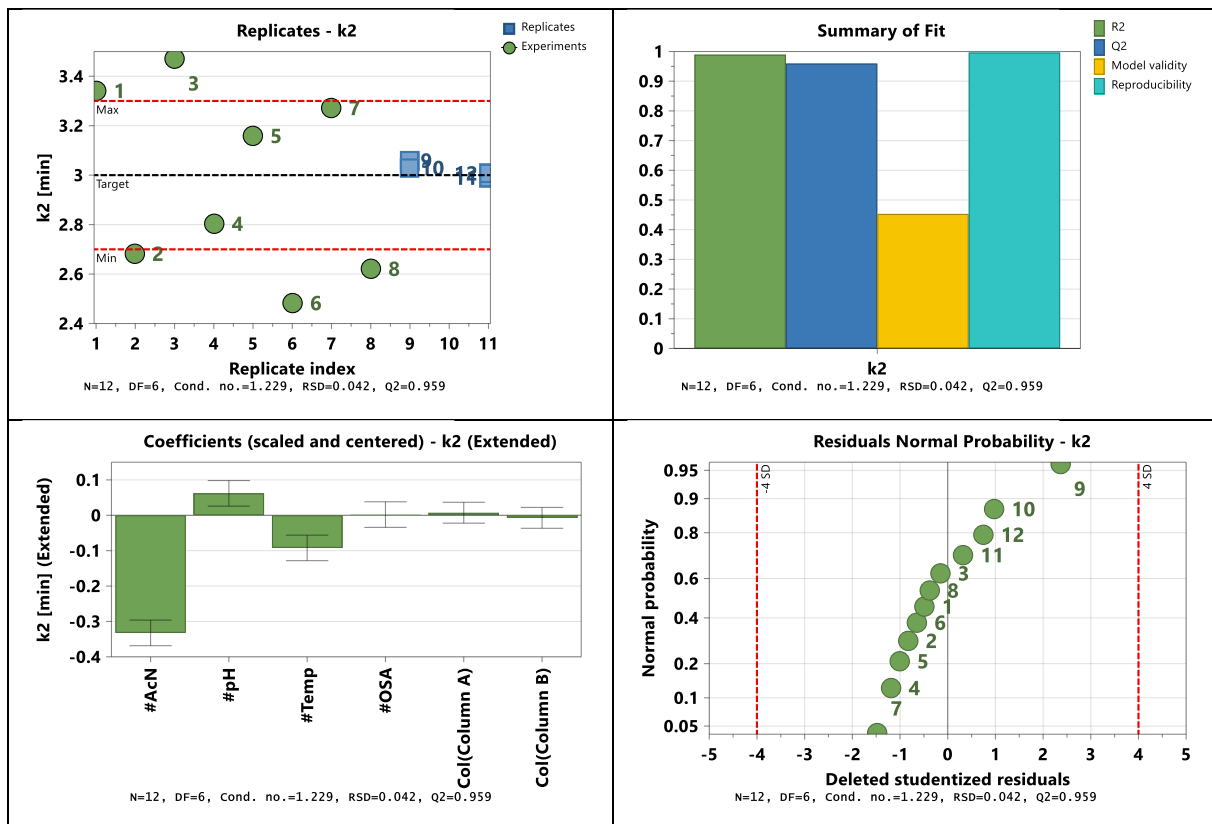 Replicates - k2
Replicates
Experiments
k2 [min]
3.4
3.2
3
2.8
2.6
2.4
Max
Target
Min
1
2
3
4
5
6
7
8
9
10
12
11
1 2 3 4 5 6 7 8 9 10 11
Replicate index
N=12, DF=6, Cond. no.=1.229, RSD=0.042, Q2=0.959
Summary of Fit
R2
Q2
Model validity
Reproducibility
1
0.9
0.8
0.7
0.6
0.5
0.4
0.3
0.2
0.1
0
k2
N=12, DF=6, Cond. no.=1.229, RSD=0.042, Q2=0.959
Coefficients (scaled and centered) - k2 (Extended)
k2 [min] (Extended)
0.1
0
-0.1
-0.2
-0.3
-0.4
#AcN
#pH
#Temp
#OSA
Col(Column A)
Col(Column B)
N=12, DF=6, Cond. no.=1.229, RSD=0.042, Q2=0.959
Residuals Normal Probability - k2
Normal probability
0.95
0.9
0.8
0.6
0.4
0.2
0.1
0.05
-4 SD
4 SD
9
10
12
11
3
8
1
6
2
5
4
7
-5 -4 -3 -2 -1 0 1 2 3 4 5
Deleted studentized residuals
N=12, DF=6, Cond. no.=1.229, RSD=0.042, Q2=0.959